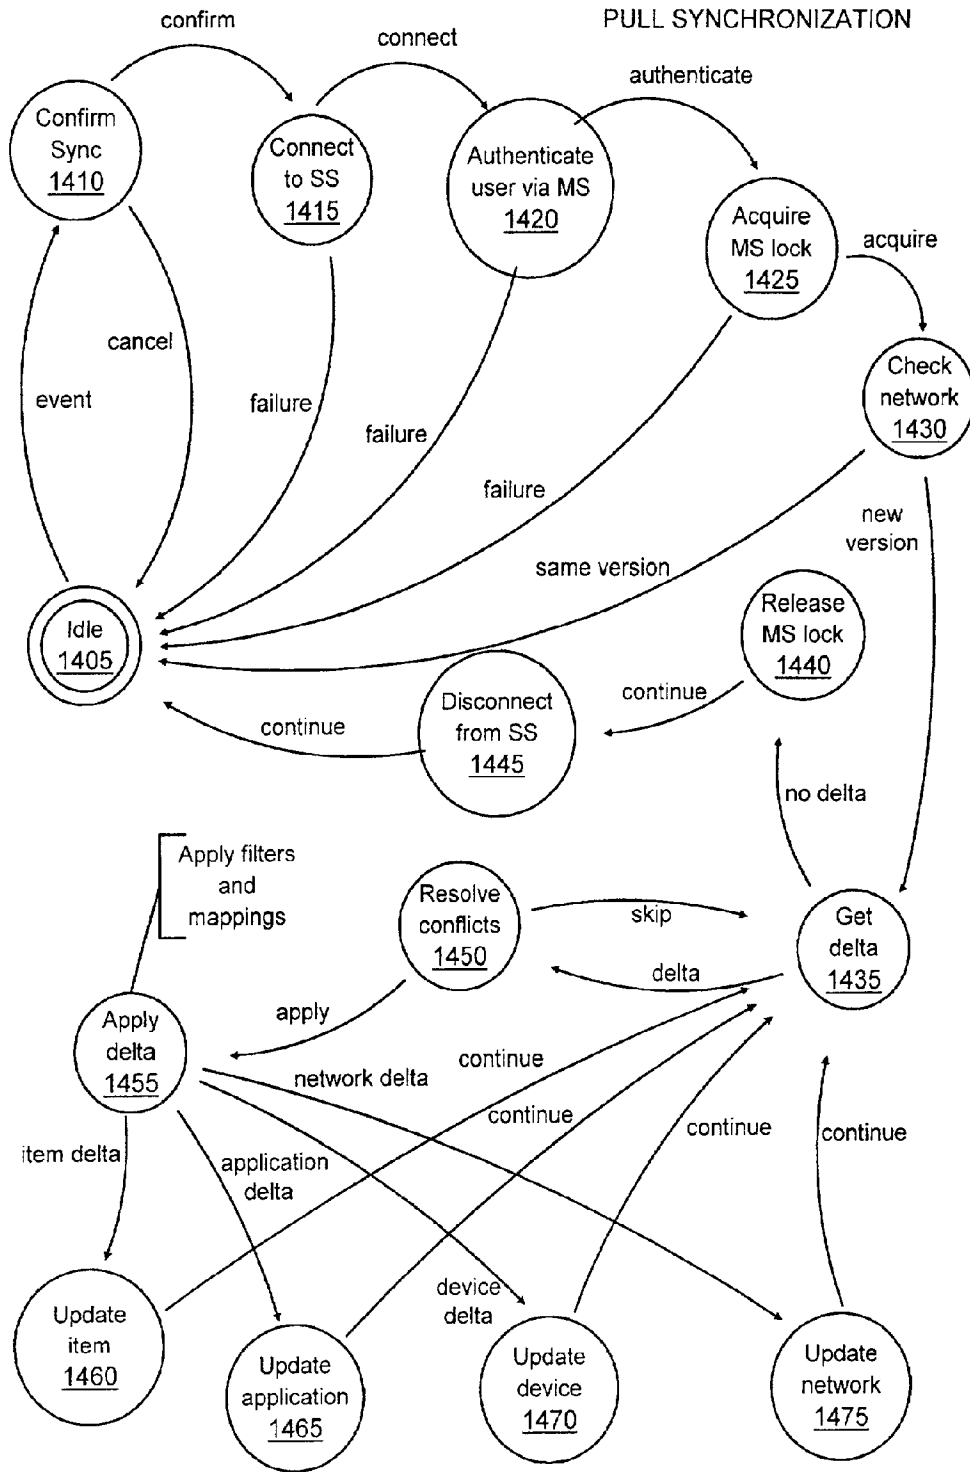 PULL SYNCHRONIZATION
confirm
connect
authenticate
Confirm
Sync
1410
Connect
to SS
1415
Authenticate
user via MS
1420
Acquire
MS lock
1425
acquire
cancel
event
failure
failure
failure
Check
network
1430
new
version
same version
Idle
1405
Release
MS lock
1440
continue
Disconnect
from SS
1445
continue
no delta
Apply filters
and
mappings
Resolve
conflicts
1450
skip
Get
delta
1435
delta
apply
Apply
delta
1455
network delta
continue
continue
continue
continue
item delta
application
delta
device
delta
Update
item
1460
Update
application
1465
Update
device
1470
Update
network
1475